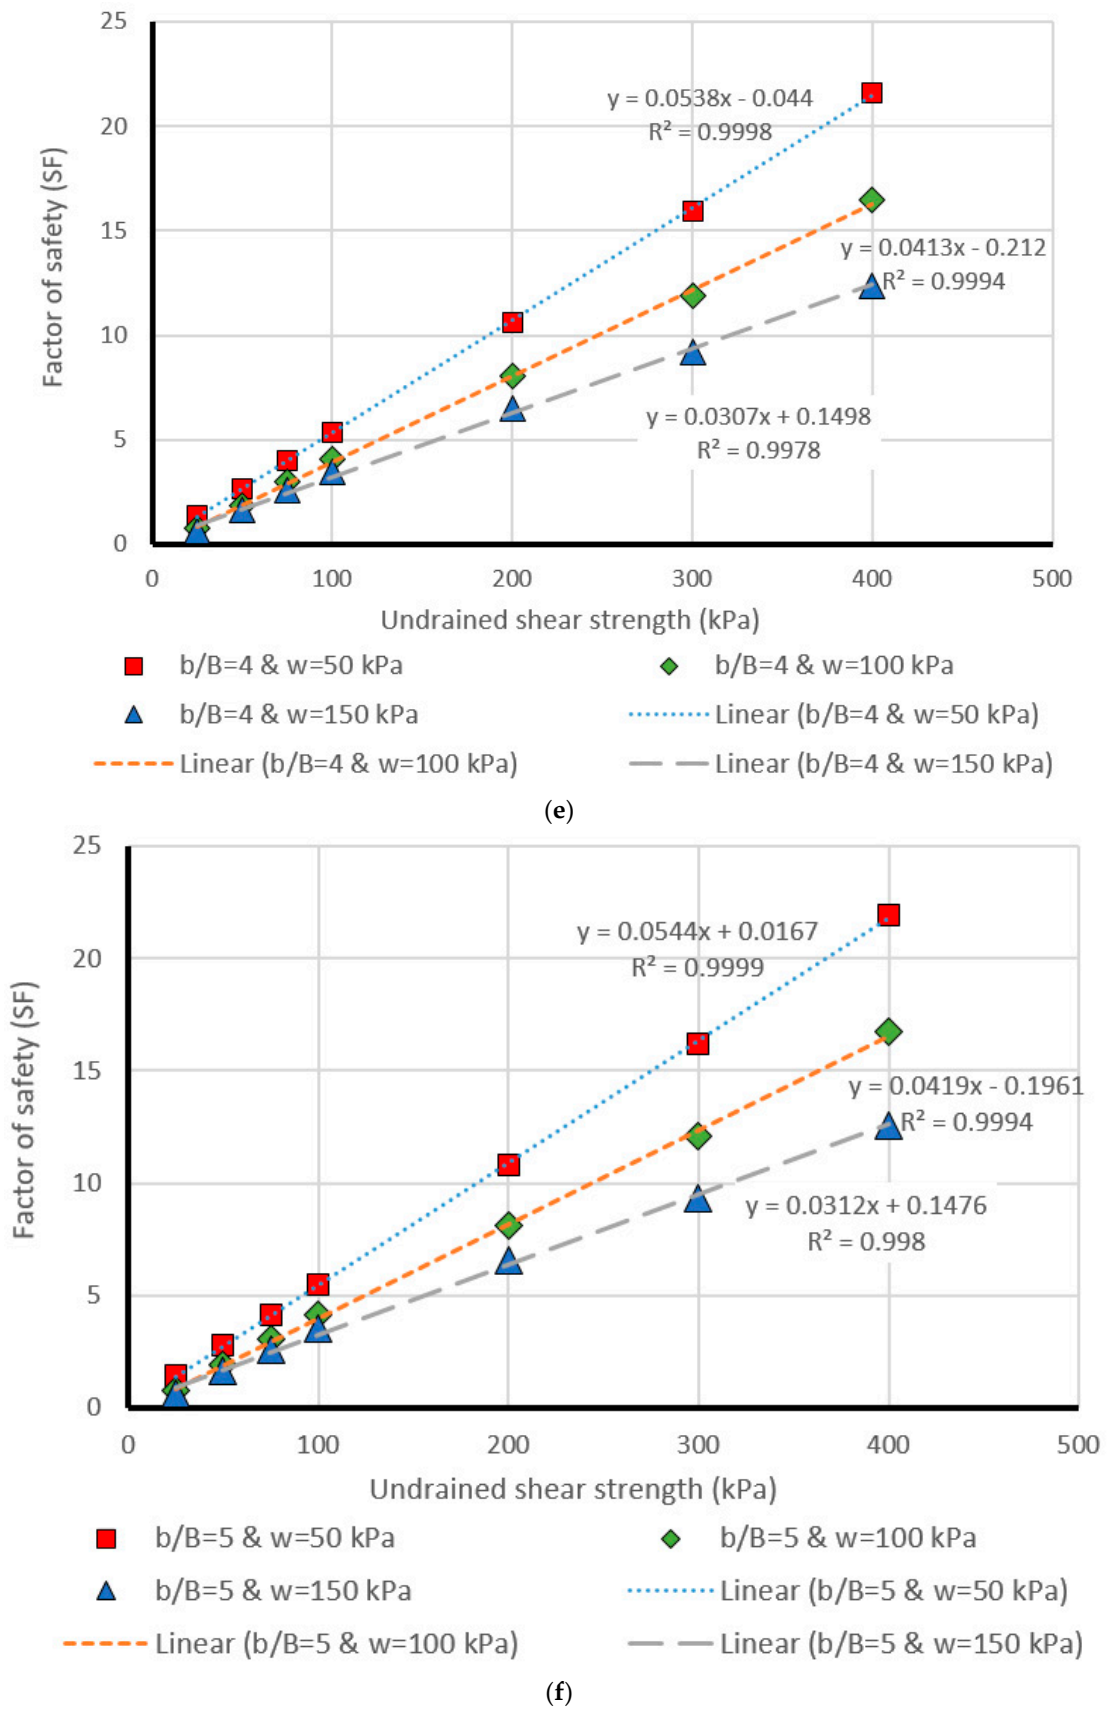 25
20
15
10
5
0
Factor of safety (SF)
y = 0.0538x - 0.044
R² = 0.9998
y = 0.0413x - 0.212
R² = 0.9994
y = 0.0307x + 0.1498
R² = 0.9978
0 100 200 300 400 500
Undrained shear strength (kPa)
b/B=4 & w=50 kPa b/B=4 & w=100 kPa
b/B=4 & w=150 kPa Linear (b/B=4 & w=50 kPa)
Linear (b/B=4 & w=100 kPa) Linear (b/B=4 & w=150 kPa)
(e)
25
20
15
10
5
0
Factor of safety (SF)
y = 0.0544x + 0.0167
R² = 0.9999
y = 0.0419x - 0.1961
R² = 0.9994
y = 0.0312x + 0.1476
R² = 0.998
0 100 200 300 400 500
Undrained shear strength (kPa)
b/B=5 & w=50 kPa b/B=5 & w=100 kPa
b/B=5 & w=150 kPa Linear (b/B=5 & w=50 kPa)
Linear (b/B=5 & w=100 kPa) Linear (b/B=5 & w=150 kPa)
(f)